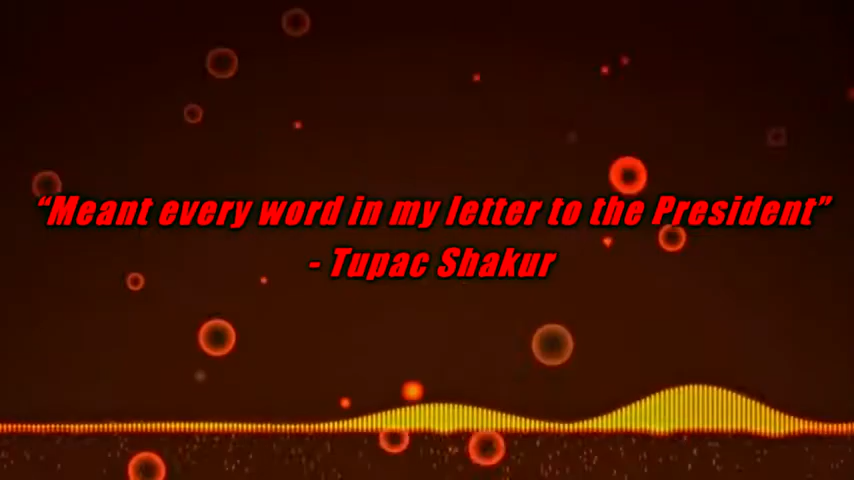 “Meant every word in my letter to the President”
- Tupac Shakur